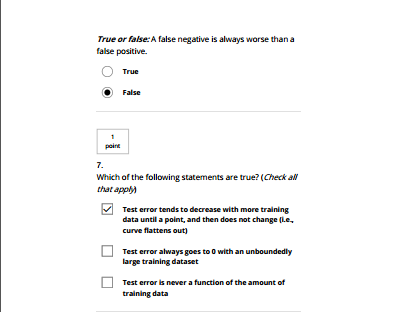 True or false: A false negative is always worse than a
false positive.
True
False
1
point
7.
Which of the following statements are true? (Check all
that apply)
Test error tends to decrease with more training
data until a point, and then does not change (i.e.,
curve flattens out)
Test error always goes to 0 with an unboundedly
large training dataset
Test error is never a function of the amount of
training data